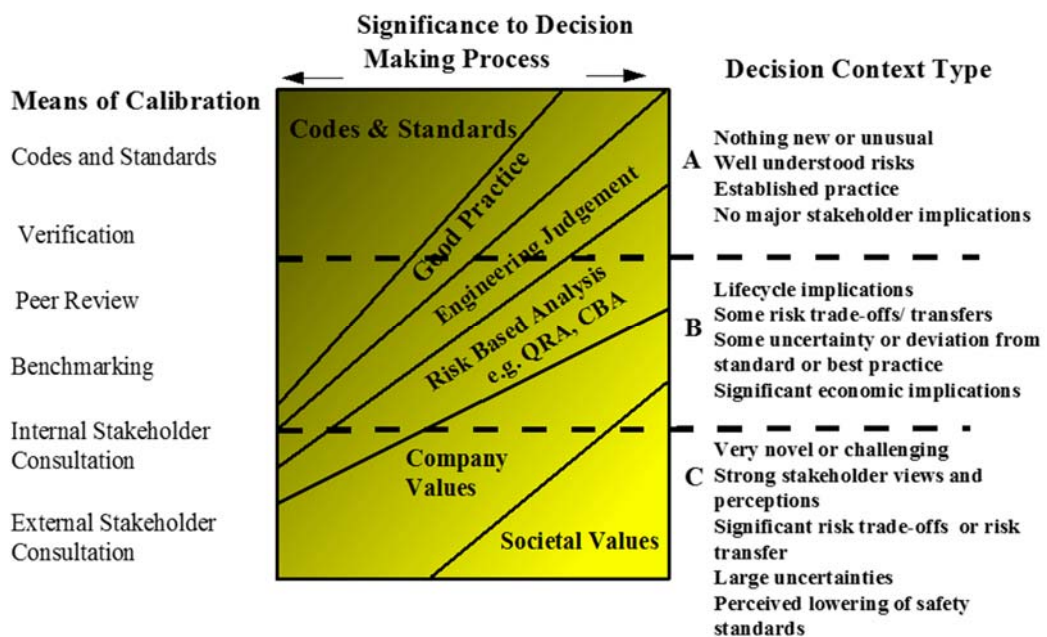 Significance to Decision
Making Process
Means of Calibration
Codes and Standards
Verification
Peer Review
Benchmarking
Internal Stakeholder
Consultation
External Stakeholder
Consultation
Codes & Standards
Good Practice
Engineering Judgement
Risk Based Analysis
e.g. QRA, CBA
Company
Values
Societal Values
Decision Context Type
A
Nothing new or unusual
Well understood risks
Established practice
No major stakeholder implications
B
Lifecycle implications
Some risk trade-offs/ transfers
Some uncertainty or deviation from
standard or best practice
Significant economic implications
C
Very novel or challenging
Strong stakeholder views and
perceptions
Significant risk trade-offs or risk
transfer
Large uncertainties
Perceived lowering of safety
standards